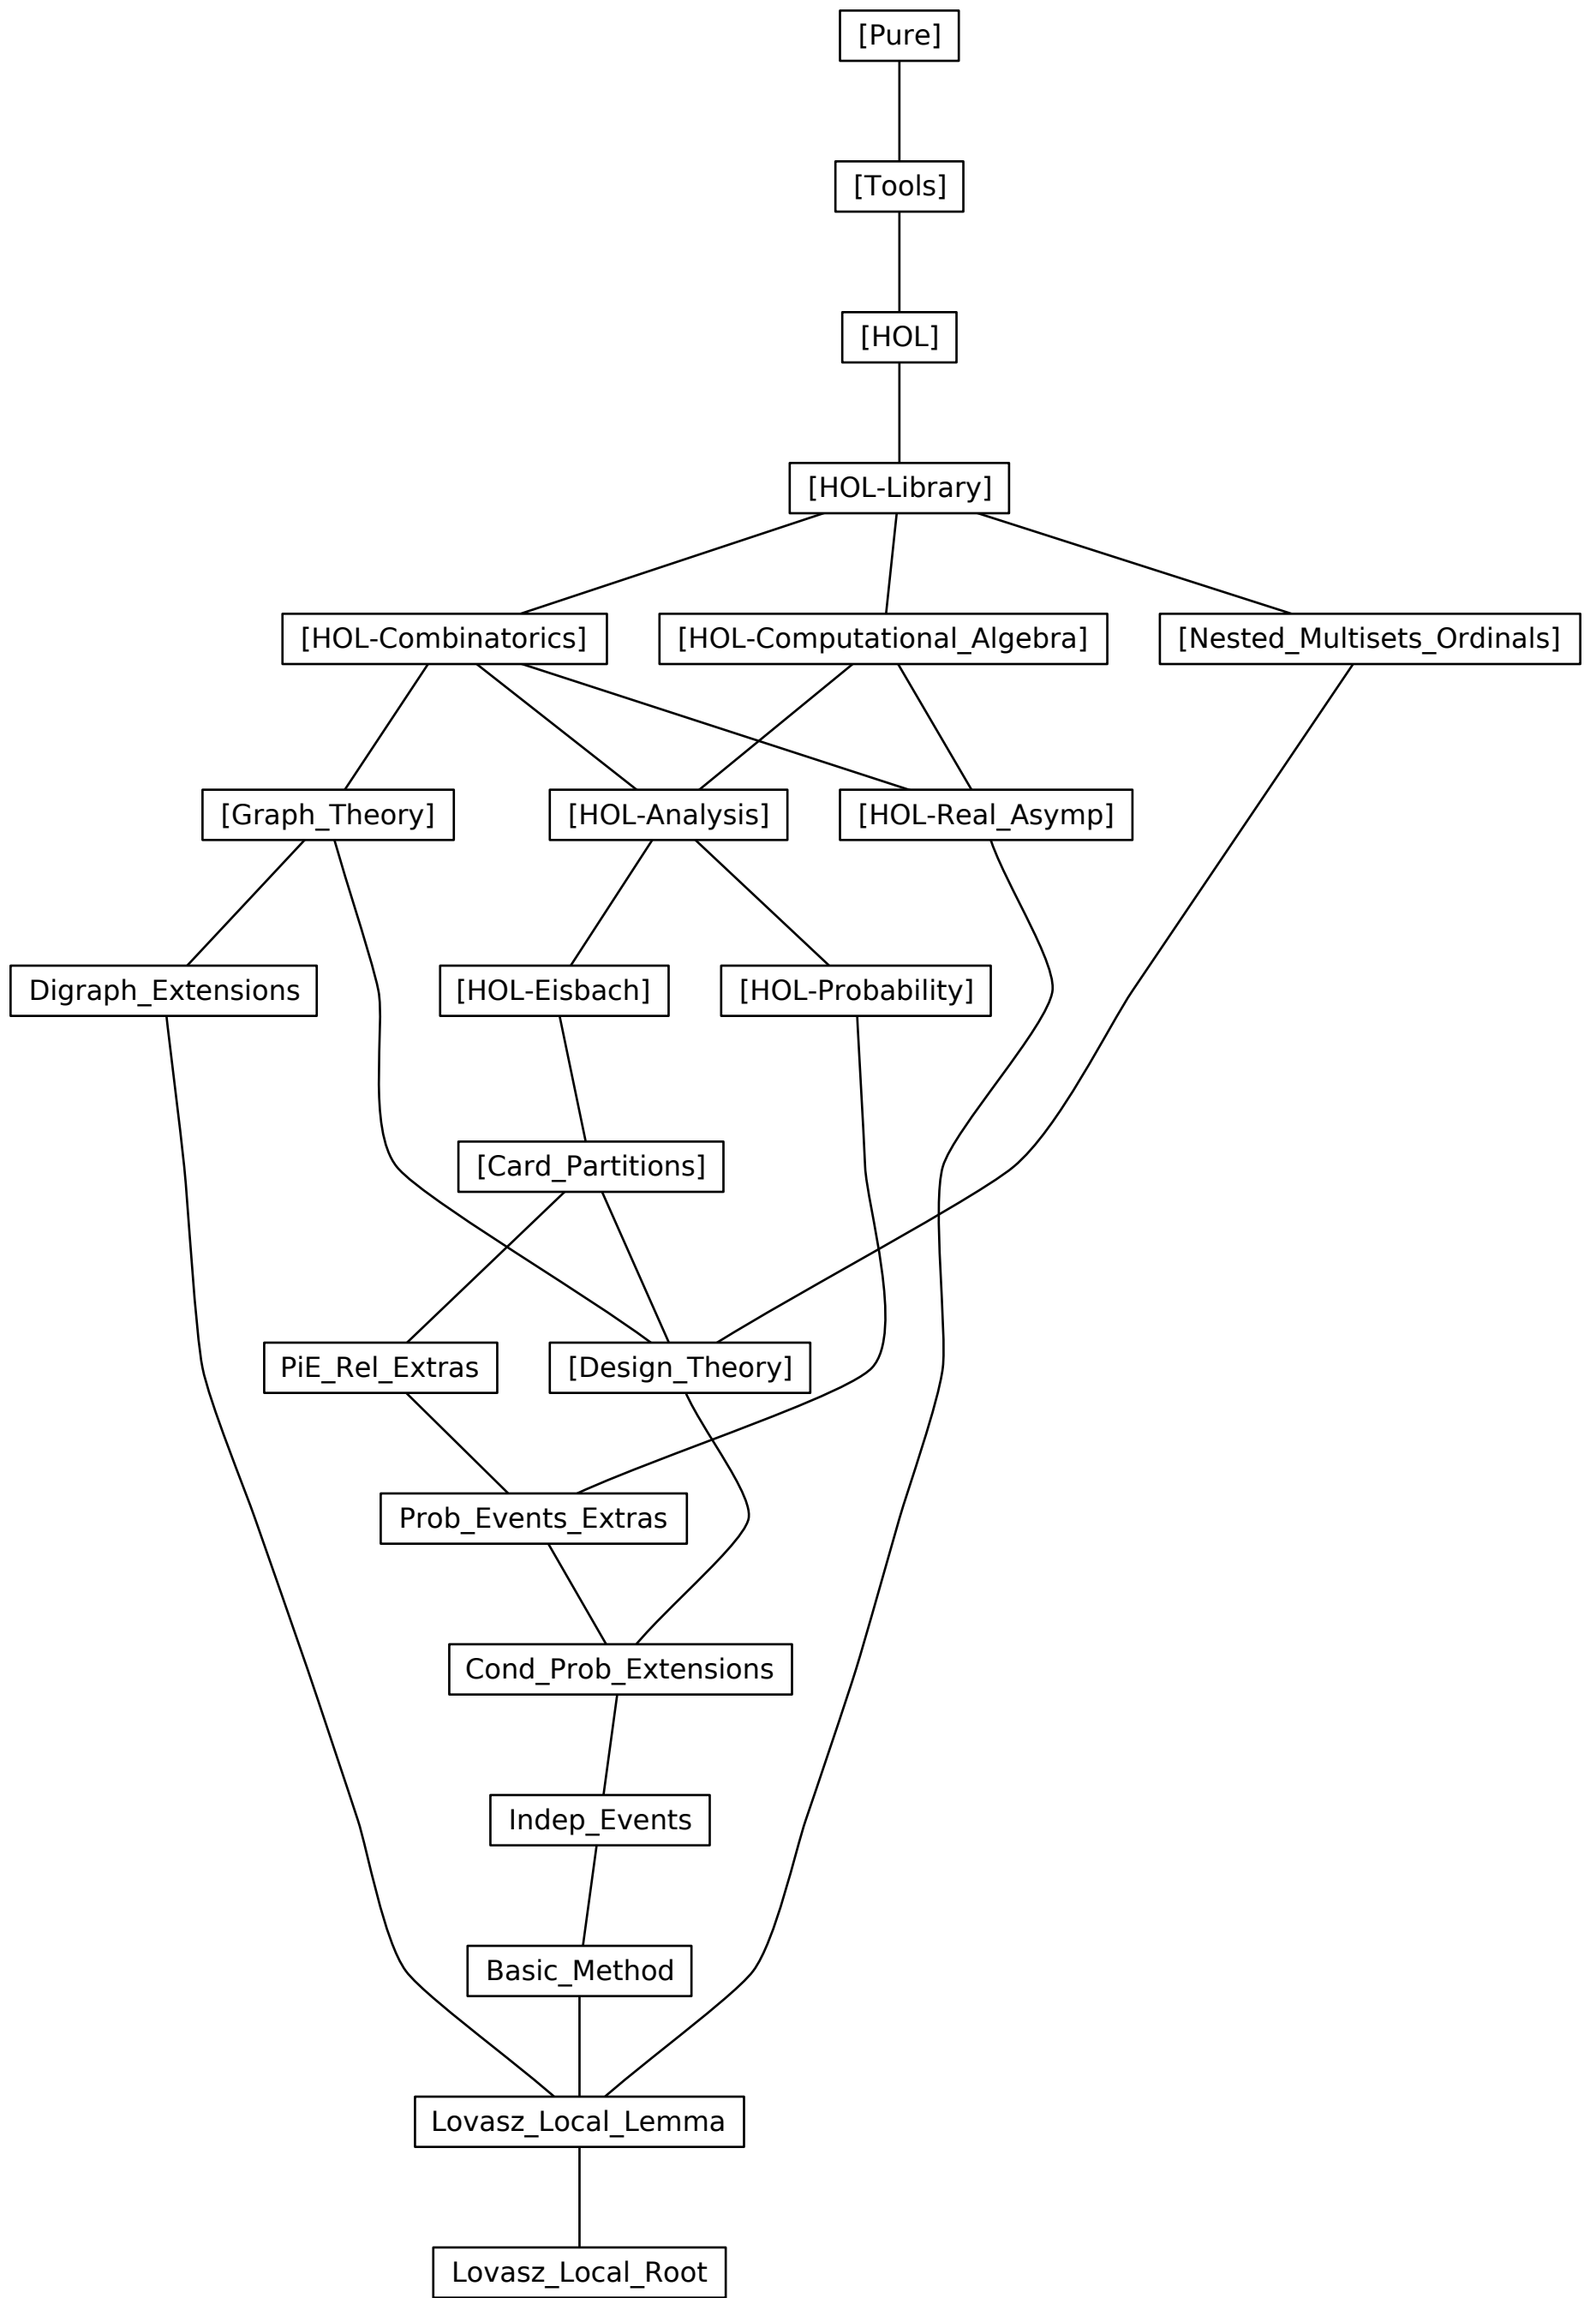 [Pure]
[Tools]
[HOL]
[HOL-Library]
[HOL-Combinatorics]
[HOL-Computational_Algebra]
[Nested_Multisets_Ordinals]
[Graph_Theory]
[HOL-Analysis]
[HOL-Real_Asymp]
Digraph_Extensions
[HOL-Eisbach]
[HOL-Probability]
[Card_Partitions]
PiE_Rel_Extras
[Design_Theory]
Prob_Events_Extras
Cond_Prob_Extensions
Indep_Events
Basic_Method
Lovasz_Local_Lemma
Lovasz_Local_Root